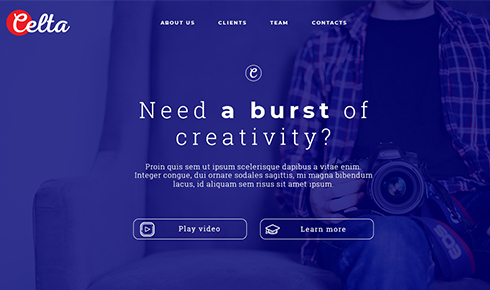 Celta
ABOUT US CLIENTS TEAM CONTACTS
C
Need a burst of
creativity?
Proin quis sem ut ipsum scelerisque dapibus a vitae enim.
Integer congue, dui ornare sodales sagittis, mi magna bibendum
lacus, id aliquam sem risus sit amet ipsum.
Play video Learn more